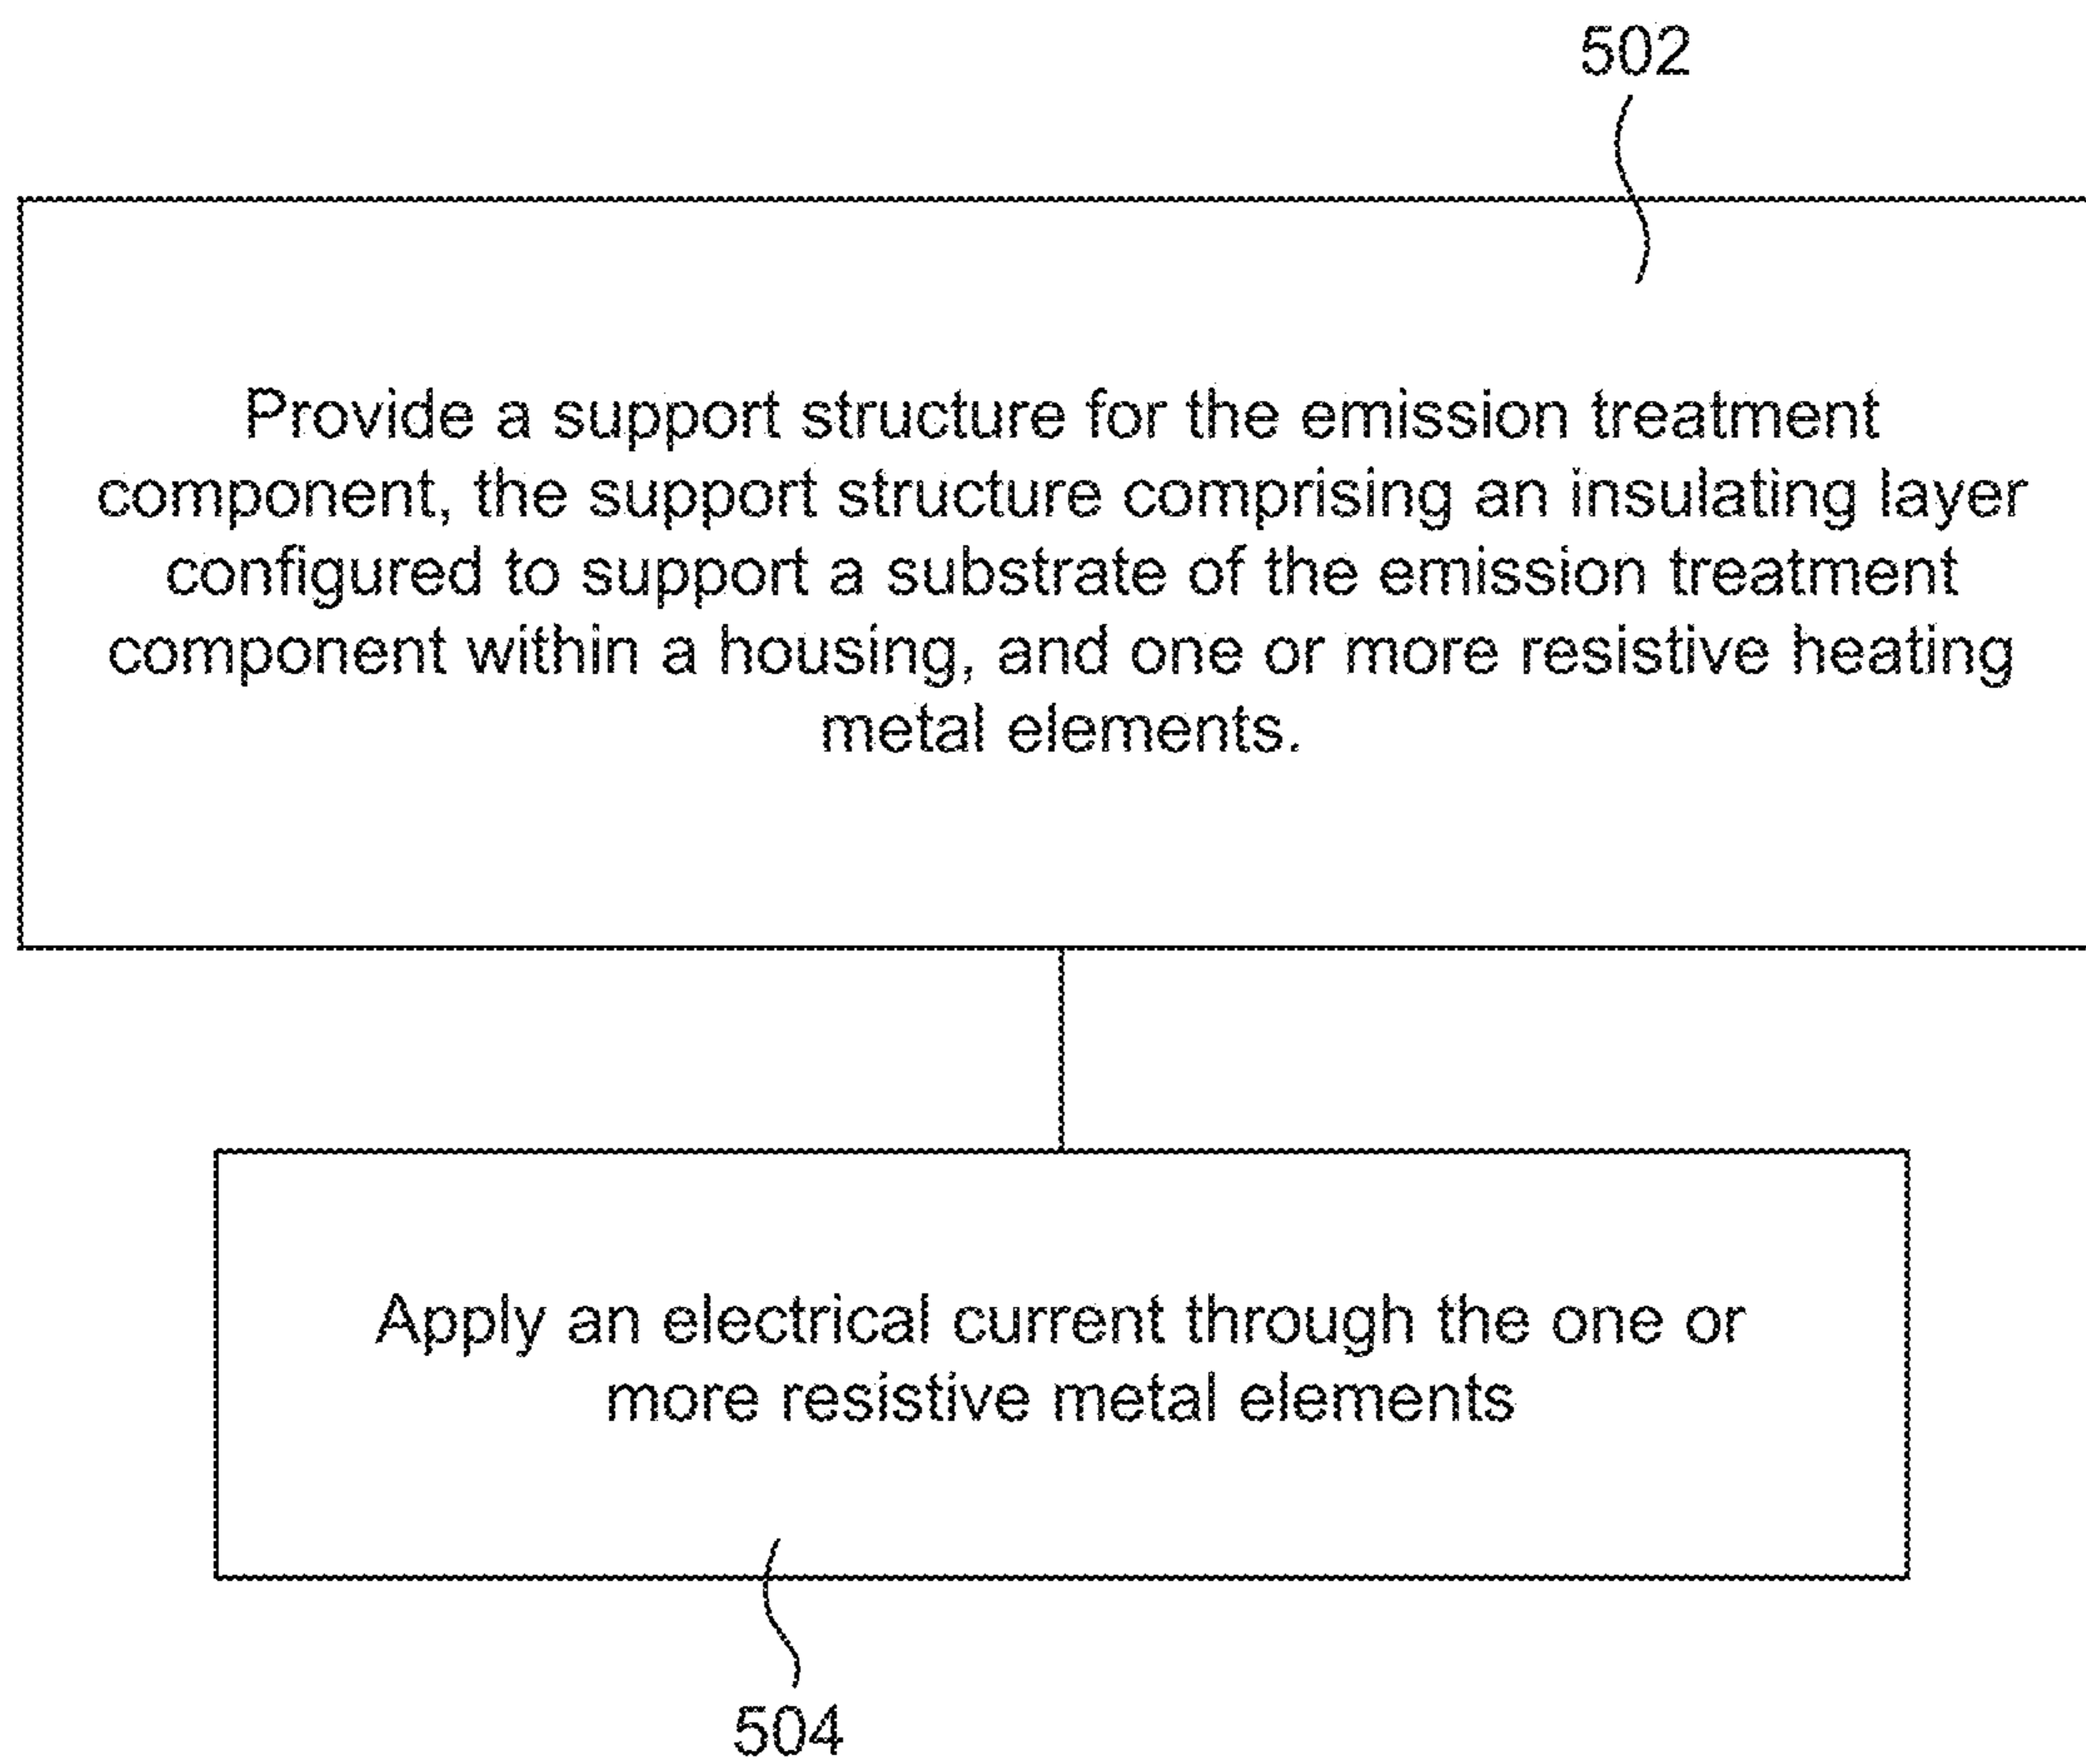 502
Provide a support structure for the emission treatment
component, the support structure comprising an insulating layer
configured to support a substrate of the emission treatment
component within a housing, and one or more resistive heating
metal elements.
Apply an electrical current through the one or
more resistive metal elements
504